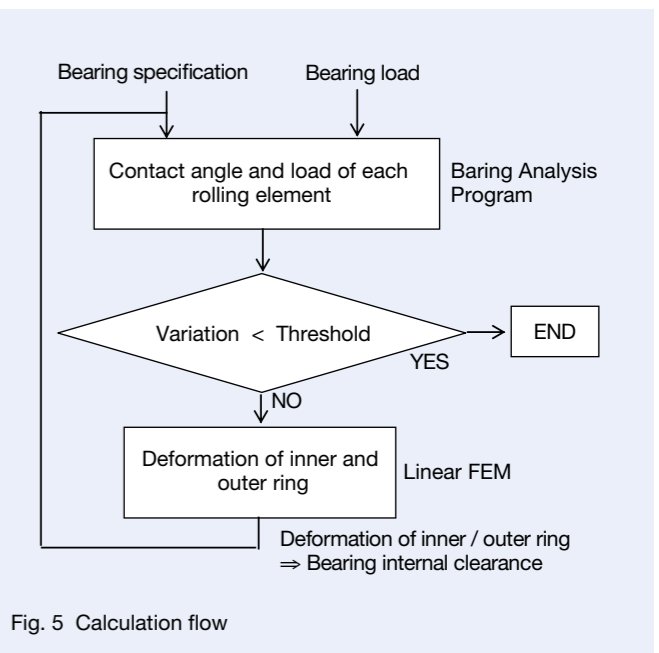 Bearing specification
Bearing load
Contact angle and load of each
rolling element
Baring Analysis
Program
Variation < Threshold
END
YES
NO
Deformation of inner and
outer ring
Linear FEM
Deformation of inner / outer ring
⇒ Bearing internal clearance
Fig. 5 Calculation flow